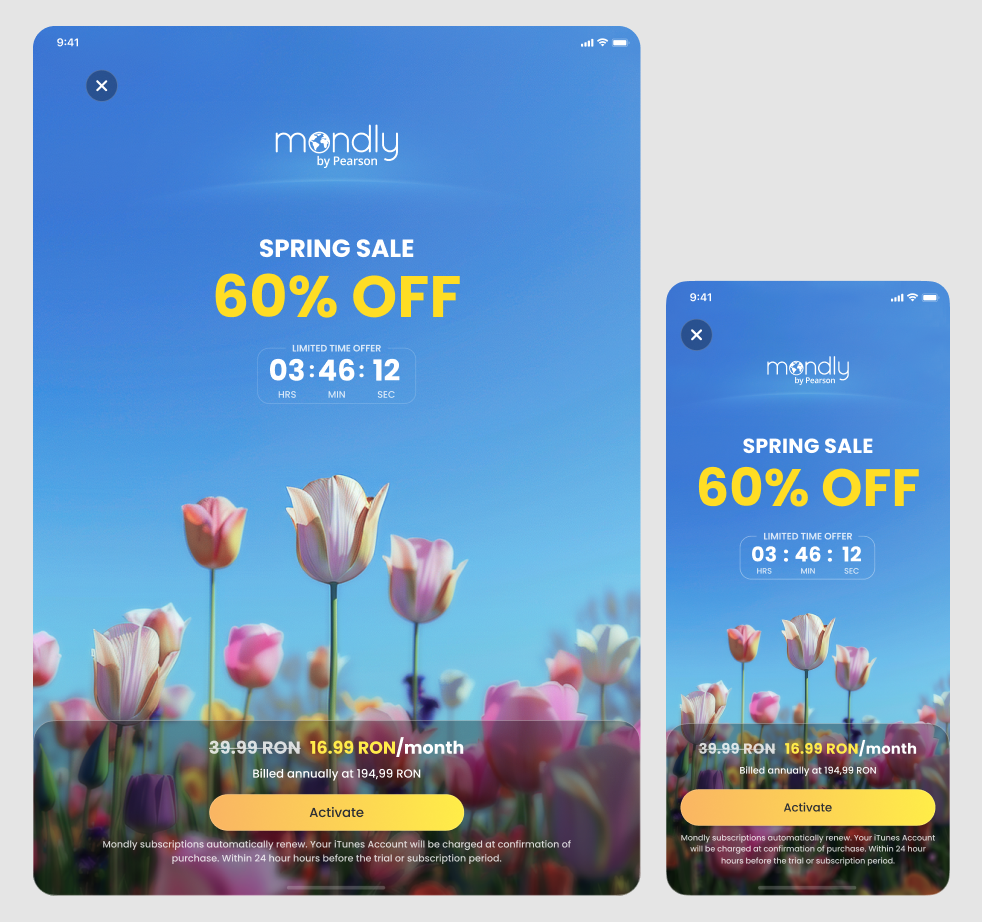 9:41
mondly
by Pearson
SPRING SALE
60% OFF
LIMITED TIME OFFER
03 : 46 : 12
HRS MIN SEC
39.99 RON 16.99 RON/month
Billed annually at 194,99 RON
Activate
Mondly subscriptions automatically renew. Your iTunes Account will be charged at confirmation of
purchase. Within 24 hour hours before the trial or subscription period.
9:41
mondly
by Pearson
SPRING SALE
60% OFF
LIMITED TIME OFFER
03 : 46 : 12
HRS MIN SEC
39.99 RON 16.99 RON/month
Billed annually at 194,99 RON
Activate
Mondly subscriptions automatically renew. Your iTunes Account
will be charged at confirmation of purchase. Within 24 hour
hours before the trial or subscription period.